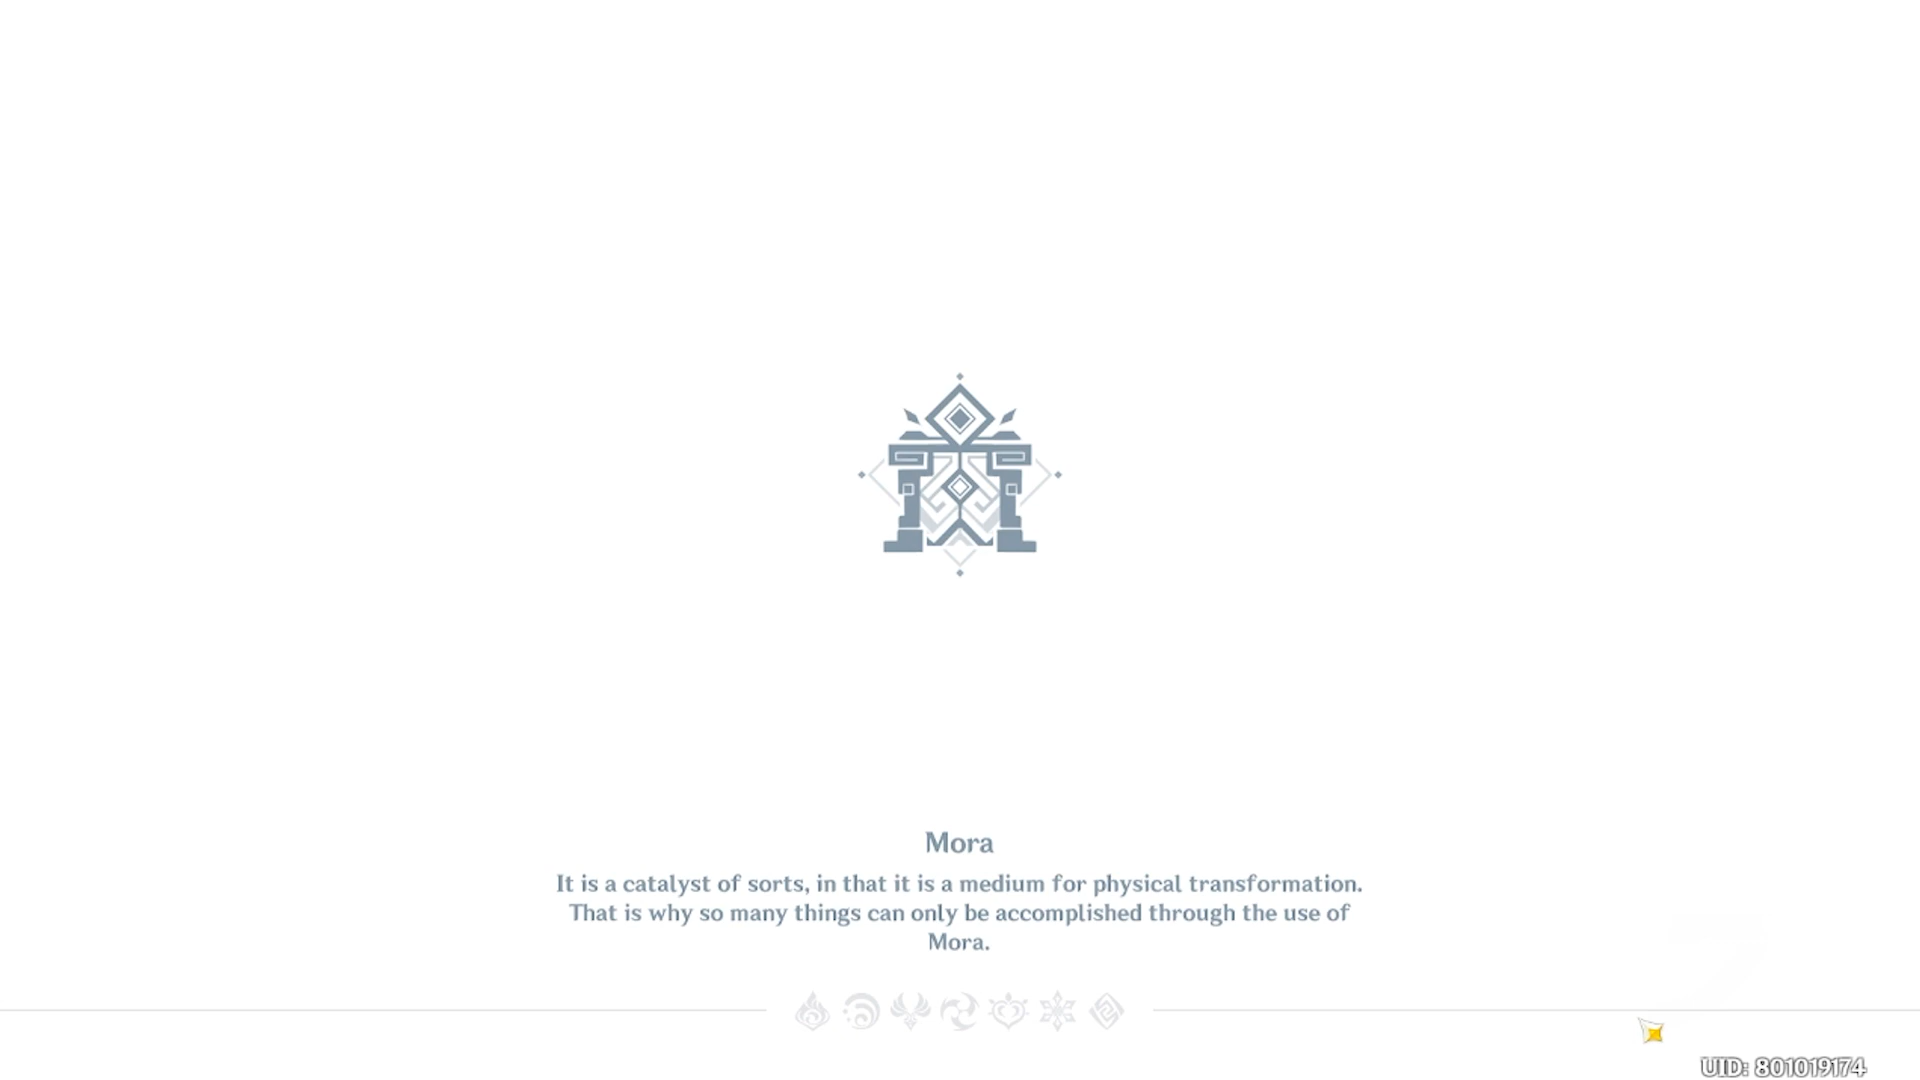 Mora
It is a catalyst of sorts, in that it is a medium for physical transformation.
That is why so many things can only be accomplished through the use of
Mora.
UID: 801019174